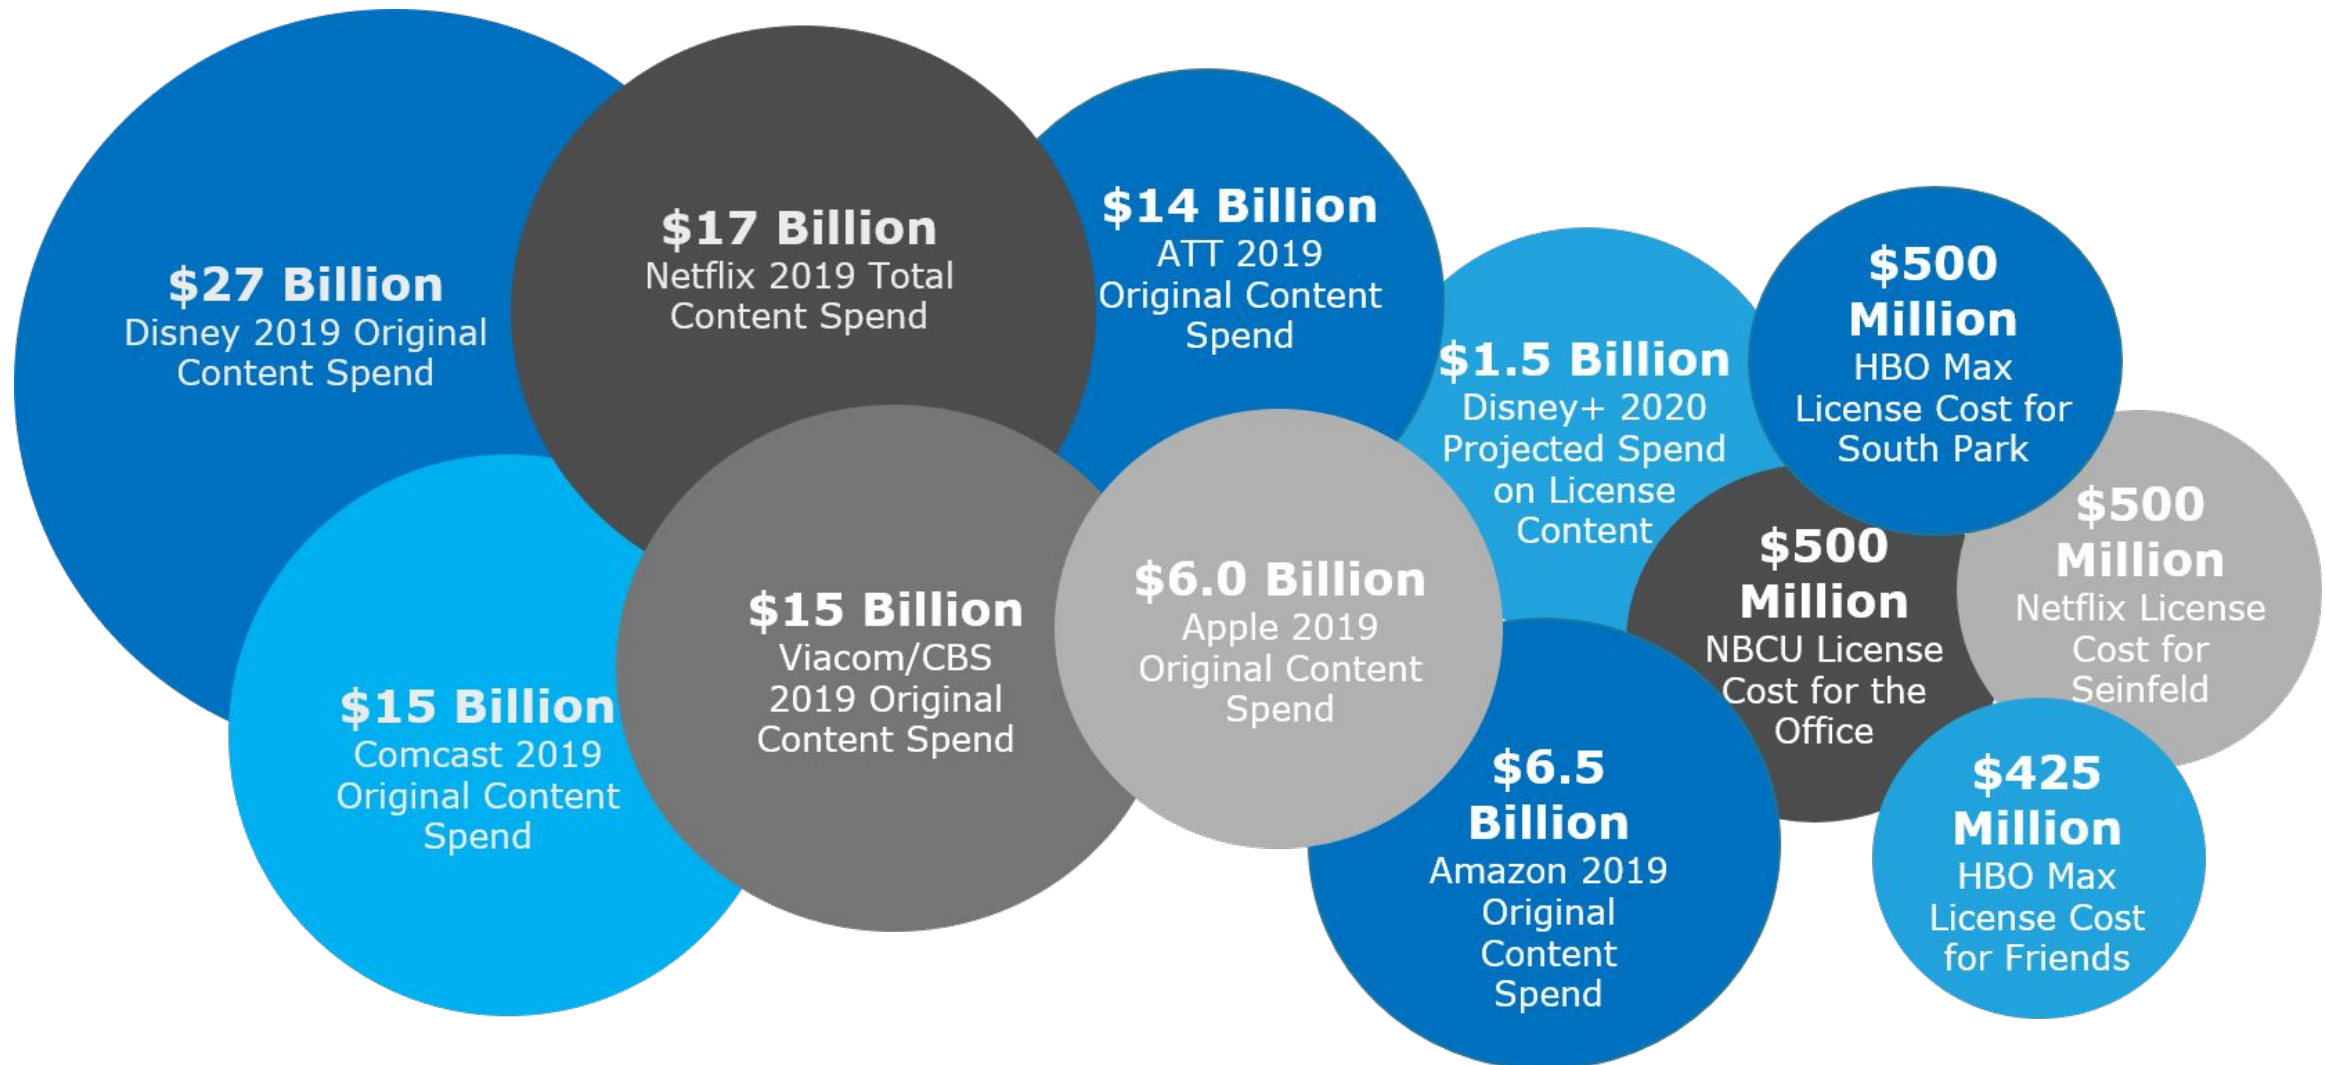 $27 Billion
Disney 2019 Original
Content Spend
$17 Billion
Netflix 2019 Total
Content Spend
$14 Billion
ATT 2019
Original Content
Spend
$1.5 Billion
Disney+ 2020
Projected Spend
on License
Content
$500
Million
HBO Max
License Cost for
South Park
$15 Billion
Comcast 2019
Original Content
Spend
$15 Billion
Viacom/CBS
2019 Original
Content Spend
$6.0 Billion
Apple 2019
Original Content
Spend
$6.5
Billion
Amazon 2019
Original
Content
Spend
$500
Million
NBCU License
Cost for the
Office
$500
Million
Netflix License
Cost for
Seinfeld
$425
Million
HBO Max
License Cost
for Friends